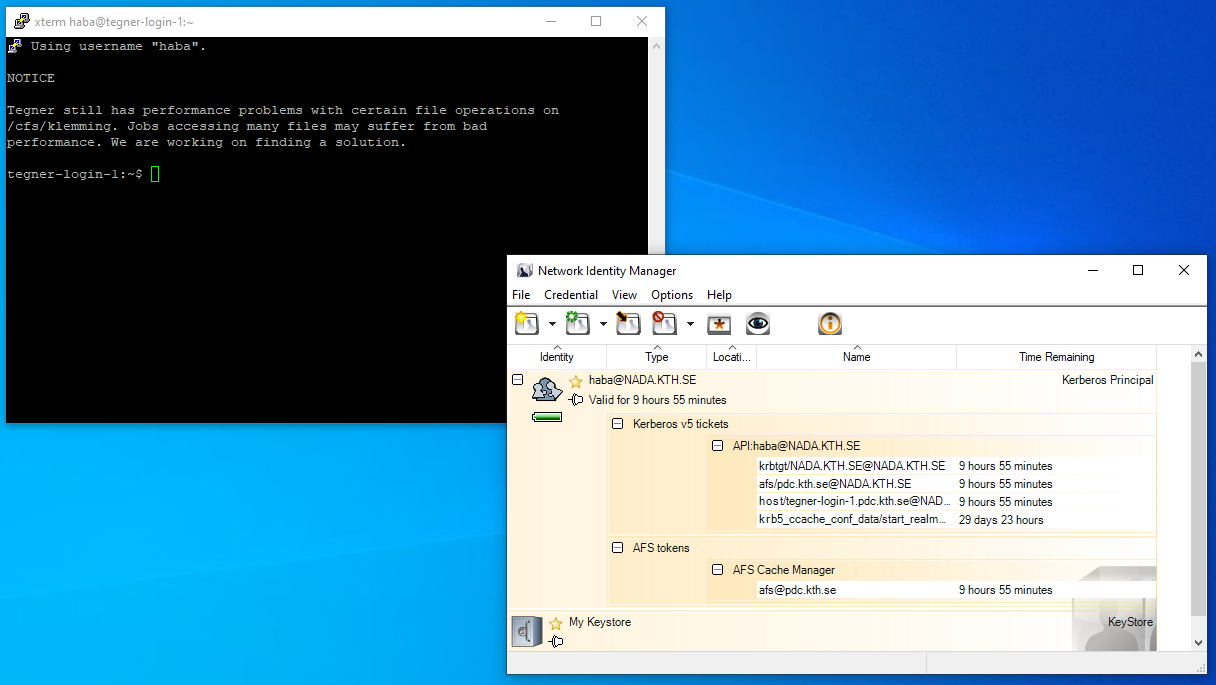 xterm haba@tegner-login-1:~
Using username "haba".
NOTICE
Tegner still has performance problems with certain file operations on
/cfs/klemming. Jobs accessing many files may suffer from bad
performance. We are working on finding a solution.
tegner-login-1:~$
Network Identity Manager
File Credential View Options Help
Identity Type Locati... Name Time Remaining
haba@NADA.KTH.SE Kerberos Principal
Valid for 9 hours 55 minutes
Kerberos v5 tickets
API:haba@NADA.KTH.SE
krbtgt/NADA.KTH.SE@NADA.KTH.SE 9 hours 55 minutes
afs/pdc.kth.se@NADA.KTH.SE 9 hours 55 minutes
host/tegner-login-1.pdc.kth.se@NAD... 9 hours 55 minutes
krb5_ccache_conf_data/start_realm... 29 days 23 hours
AFS tokens
AFS Cache Manager
afs@pdc.kth.se 9 hours 55 minutes
My Keystore KeyStore